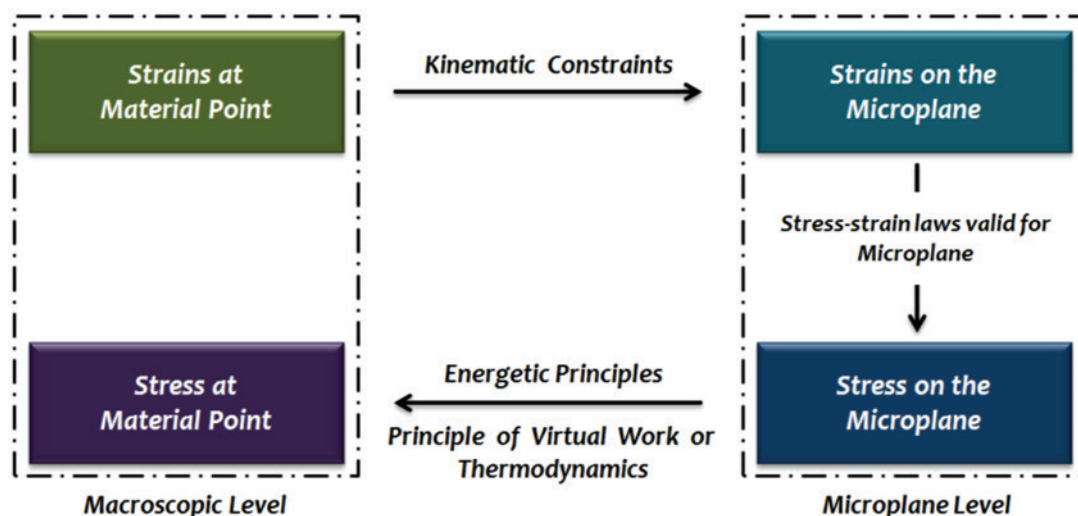 Strains at
Material Point
Kinematic Constraints
Strains on the
Microplane
Stress-strain laws valid for
Microplane
Stress at
Material Point
Energetic Principles
Principle of Virtual Work or
Thermodynamics
Stress on the
Microplane
Macroscopic Level
Microplane Level